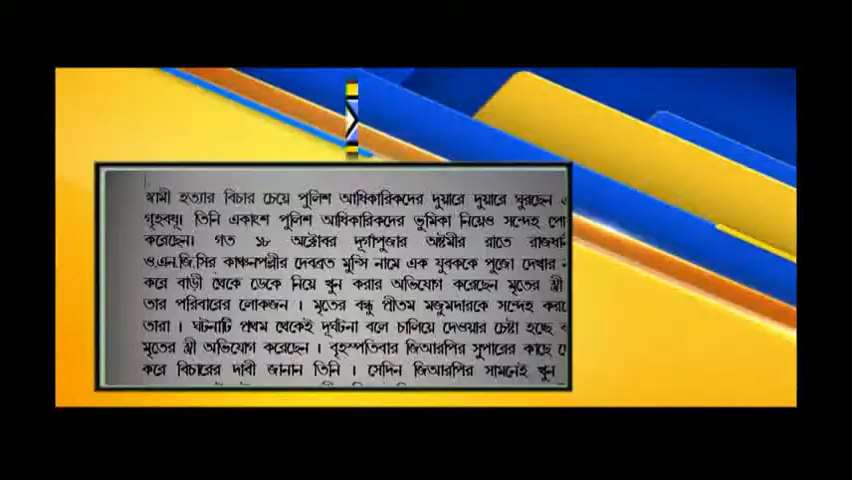 স্বামী হত্যার বিচার চেয়ে পুলিশ আধিকারিকদের দুয়ারে দুয়ারে ঘুরছেন
গৃহবধূ। তিনি একাংশ পুলিশ আধিকারিকদের ভূমিকা নিয়েও সন্দেহ
করেছেন। গত ১৮ অক্টোবর দূর্গাপুজার অষ্টমীর রাতে
ও.এন.জি.সির কাঞ্চনপল্লীর দেবব্রত মুন্সি নামে এক যুবককে পুজো দেখার
করে বাড়ী থেকে ডেকে নিয়ে খুন করার অভিযোগ করেছেন মৃতের স্ত্রী
তার পরিবারের লোকজন । মৃতের বন্ধু প্রীতম মজুমদারকে সন্দেহ
তারা । ঘটনাটি প্রথম থেকেই দূর্ঘটনা বলে চালিয়ে দেওয়ার চেষ্টা হচ্ছে
মৃতের স্ত্রী অভিযোগ করেছেন । বৃহস্পতিবার জিআরপির সুপারের কাছে
করে বিচারের দাবী জানান তিনি । সেদিন জিআরপির সামনেই খুন